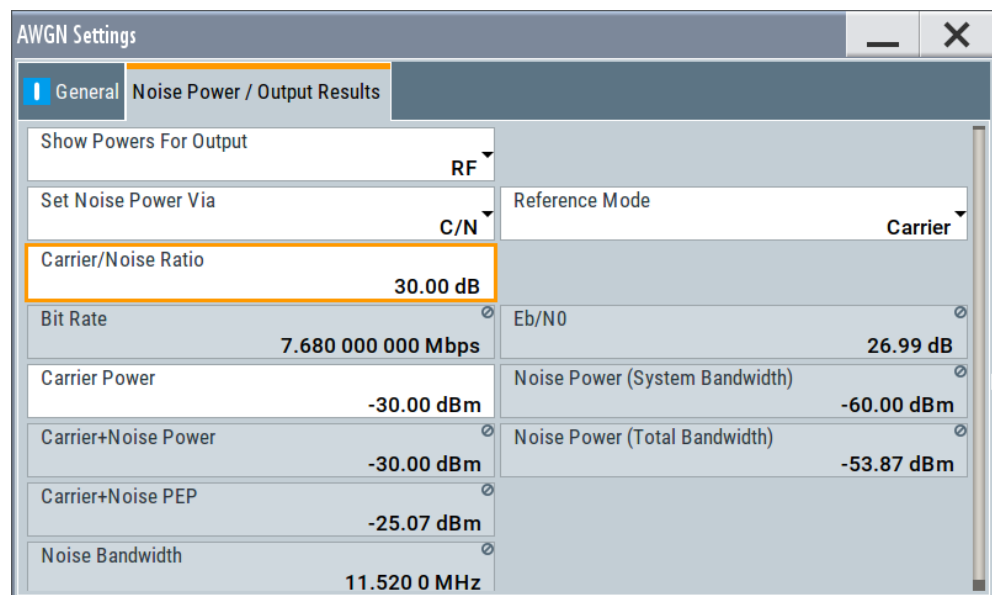 AWGN Settings
General Noise Power / Output Results
Show Powers For Output
RF
Set Noise Power Via
C/N
Reference Mode
Carrier
Carrier/Noise Ratio
30.00 dB
Bit Rate
7.680 000 000 Mbps
Eb/N0
26.99 dB
Carrier Power
-30.00 dBm
Noise Power (System Bandwidth)
-60.00 dBm
Carrier+Noise Power
-30.00 dBm
Noise Power (Total Bandwidth)
-53.87 dBm
Carrier+Noise PEP
-25.07 dBm
Noise Bandwidth
11.520 0 MHz